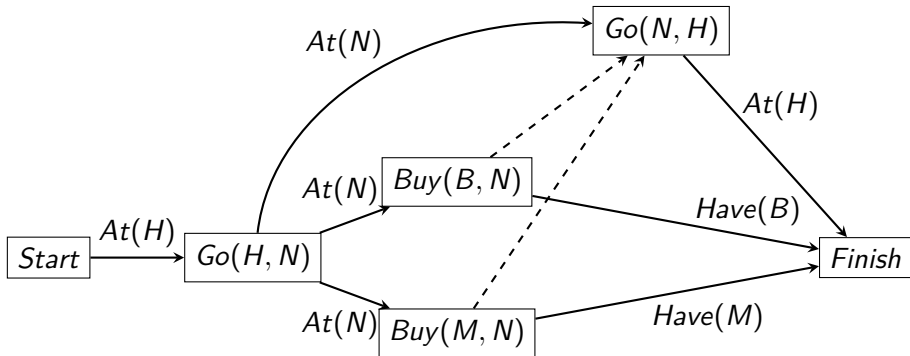 Go(N, H)
At(N)
At(H)
Buy(B, N)
At(N)
Have(B)
At(H)
Start
Go(H, N)
Finish
At(N)
Buy(M, N)
Have(M)